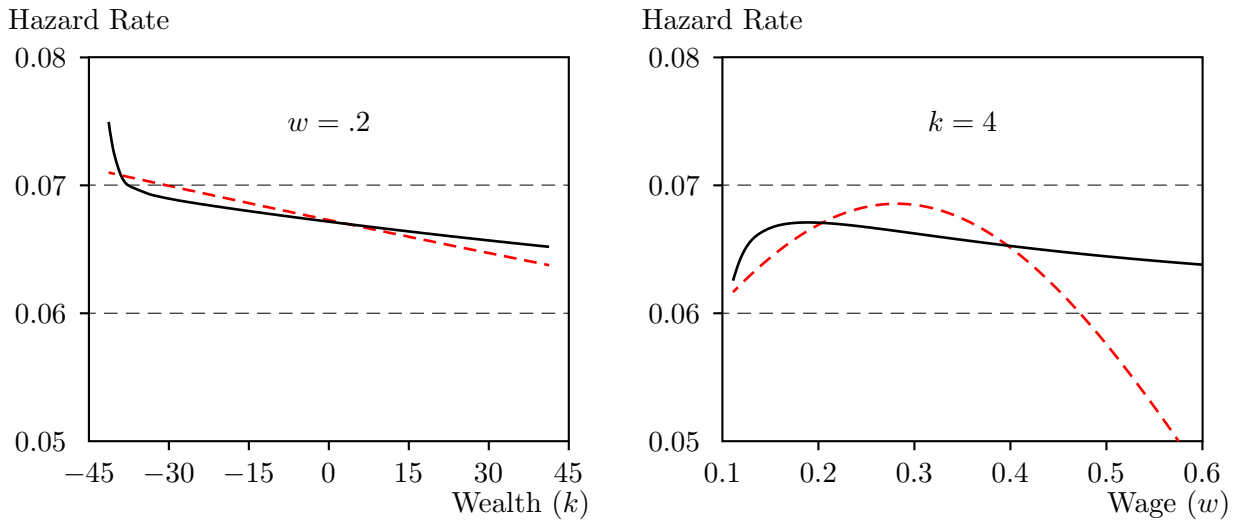 Hazard Rate
0.08
0.07
0.06
0.05
w = .2
−45 −30 −15 0 15 30 45
Wealth (k)
Hazard Rate
0.08
0.07
0.06
0.05
k = 4
0.1 0.2 0.3 0.4 0.5 0.6
Wage (w)